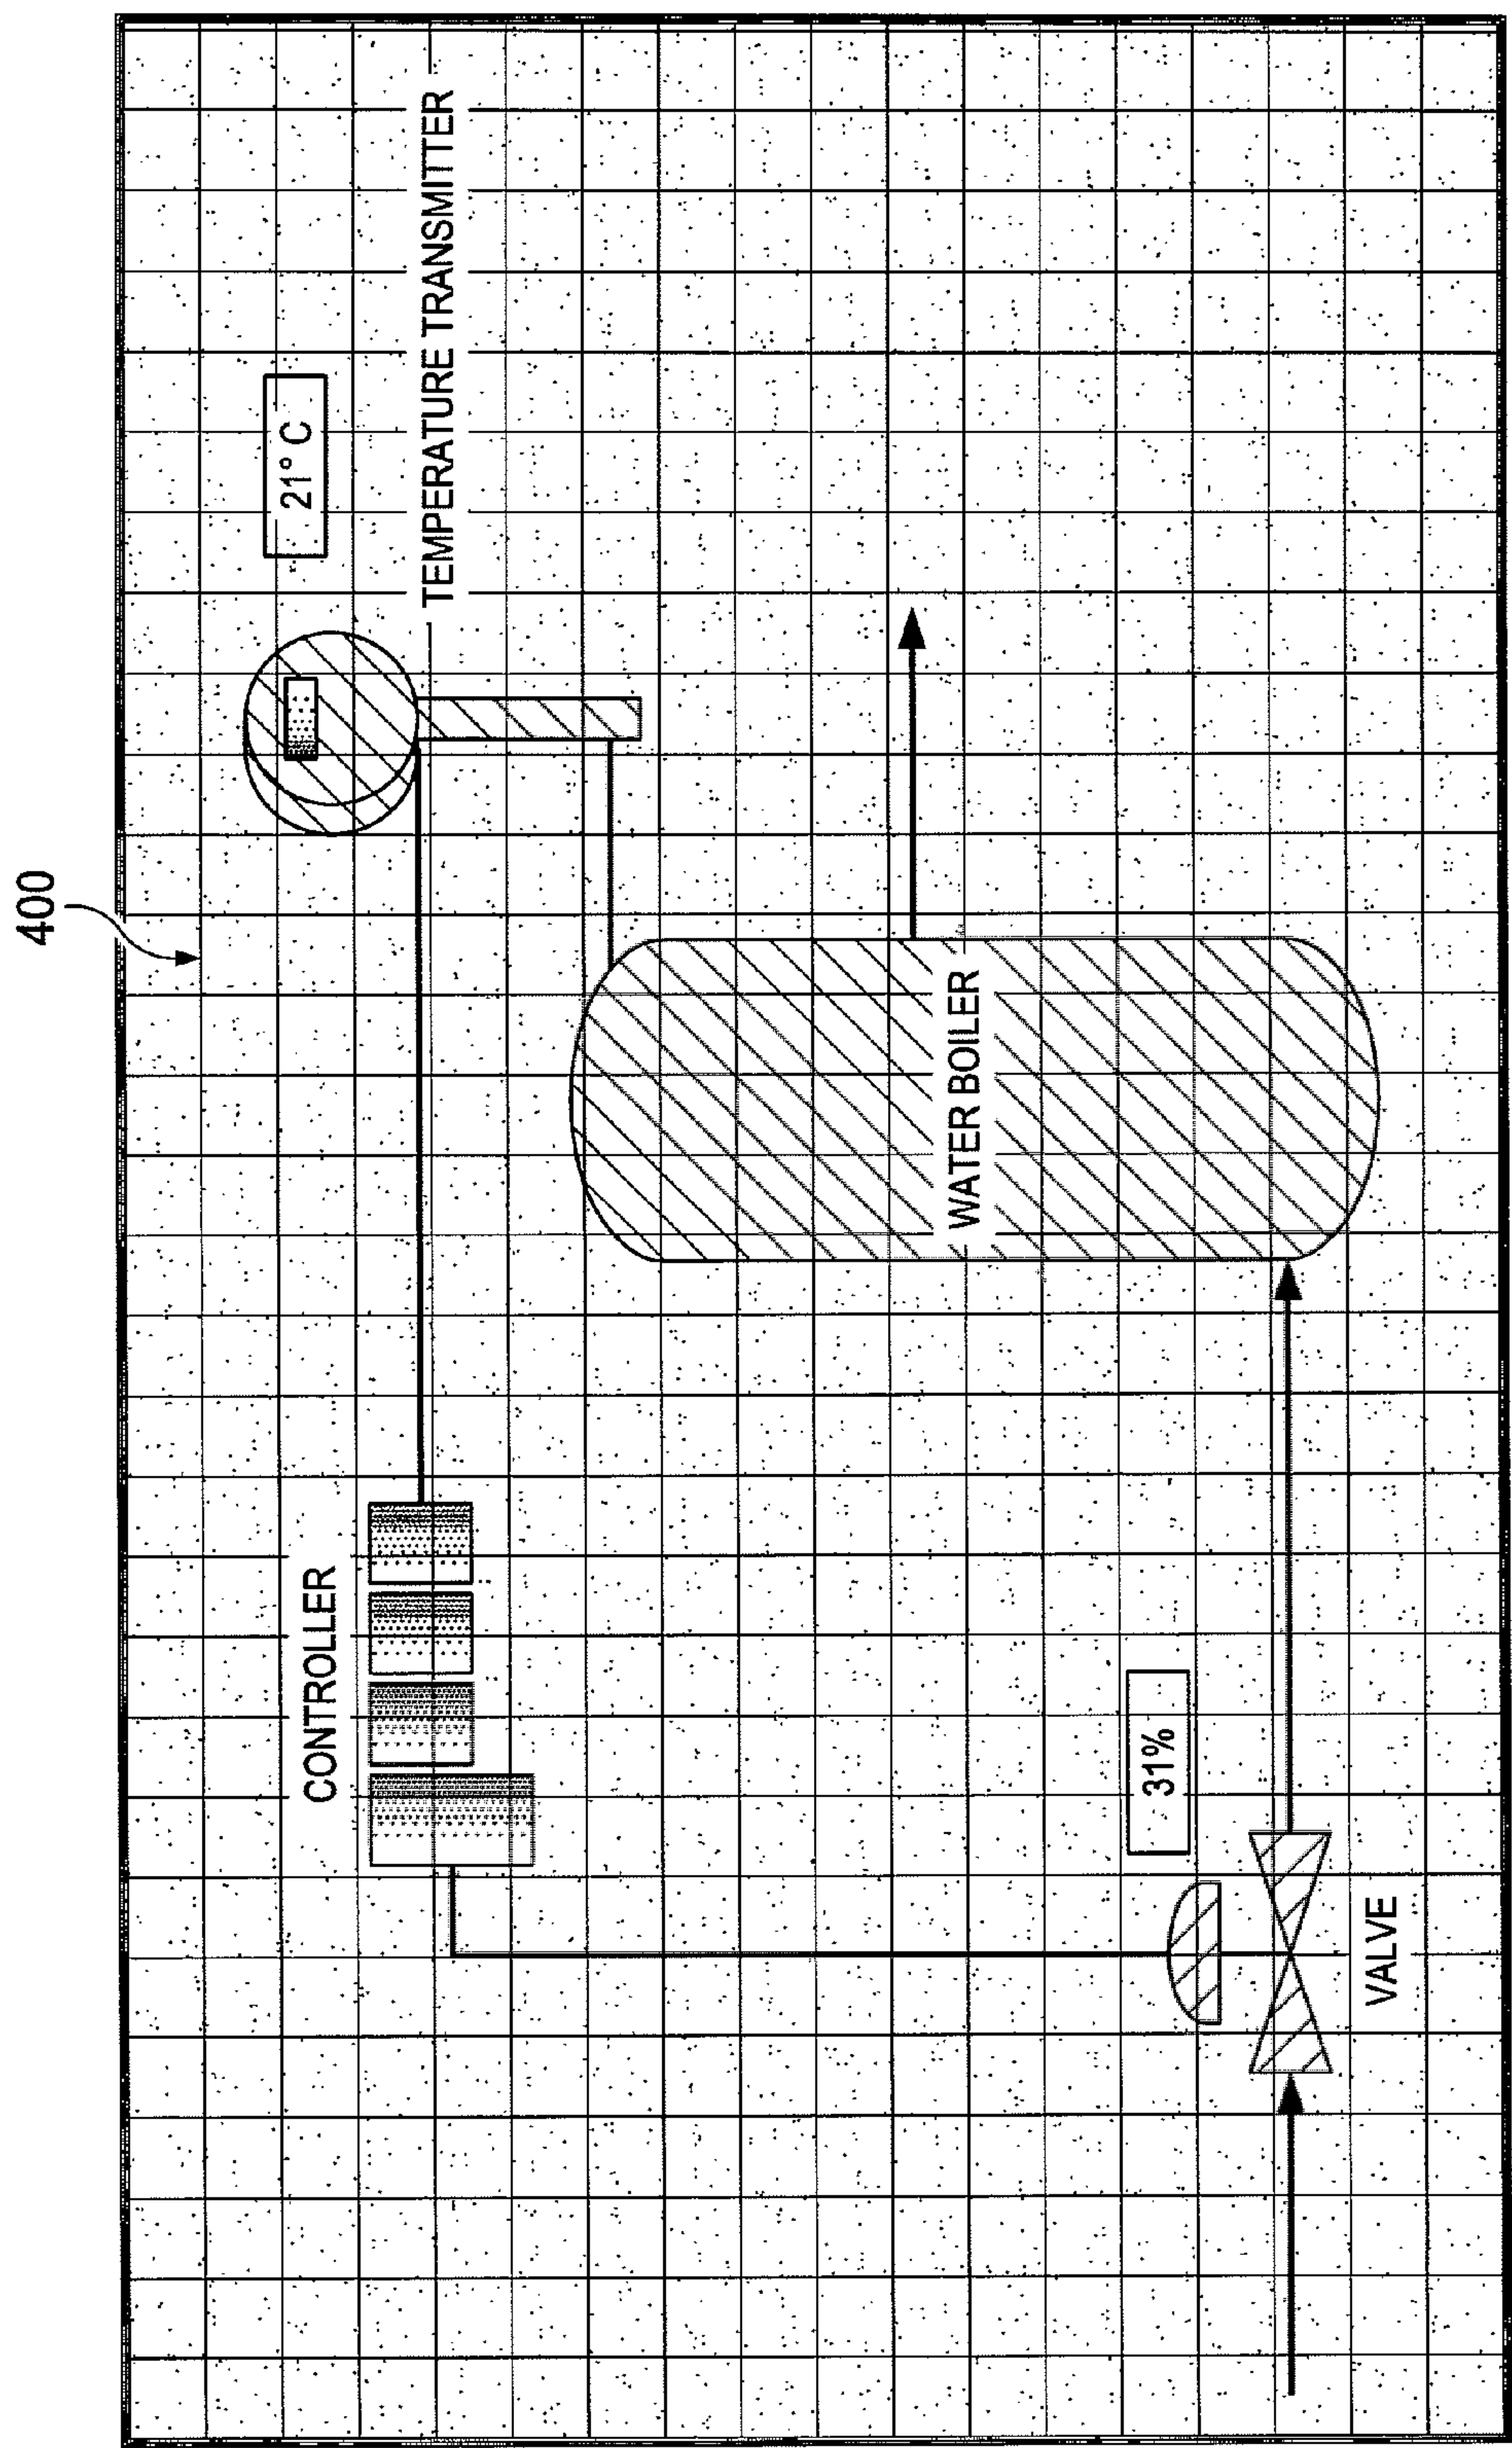 400
21° C
TEMPERATURE TRANSMITTER
CONTROLLER
WATER BOILER
31%
VALVE